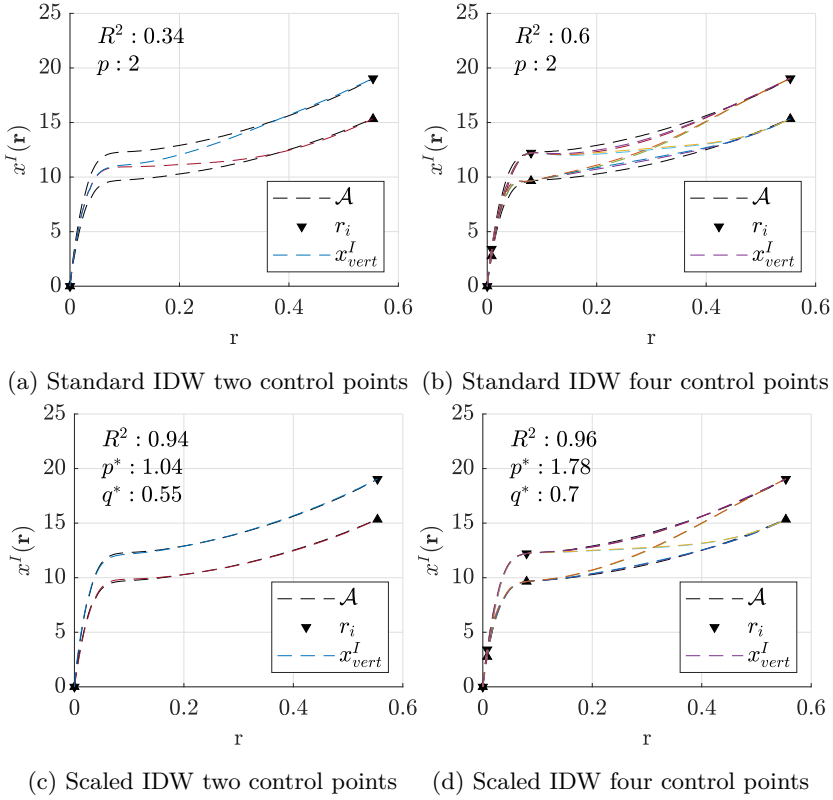 25
20
15
10
5
0
0
0.2
0.4
0.6
x^I(r)
r
R² : 0.34
p : 2
𝒜
r_i
x^I_vert
(a) Standard IDW two control points
25
20
15
10
5
0
0
0.2
0.4
0.6
x^I(r)
r
R² : 0.6
p : 2
𝒜
r_i
x^I_vert
(b) Standard IDW four control points
25
20
15
10
5
0
0
0.2
0.4
0.6
x^I(r)
r
R² : 0.94
p* : 1.04
q* : 0.55
𝒜
r_i
x^I_vert
(c) Scaled IDW two control points
25
20
15
10
5
0
0
0.2
0.4
0.6
x^I(r)
r
R² : 0.96
p* : 1.78
q* : 0.7
𝒜
r_i
x^I_vert
(d) Scaled IDW four control points